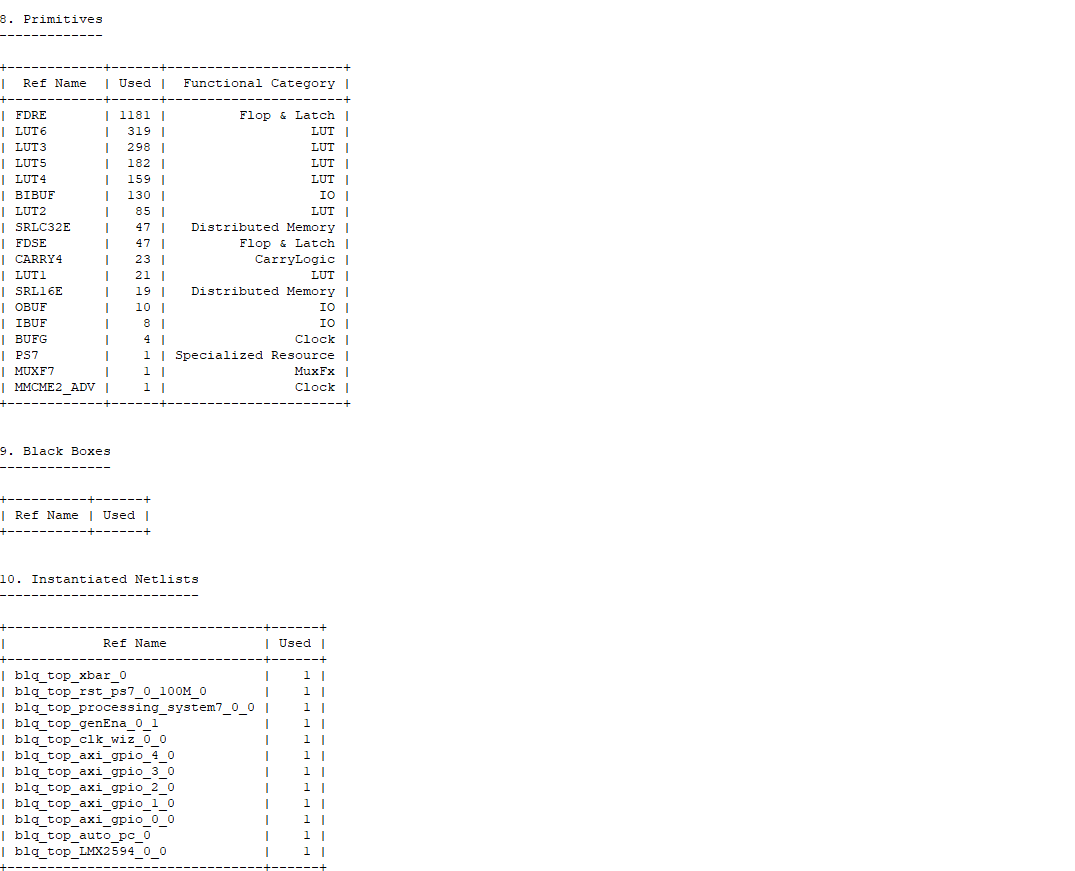 8. Primitives
-------------
+------------+------+----------------------+
|  Ref Name  | Used |  Functional Category |
+------------+------+----------------------+
| FDRE       | 1181 |         Flop & Latch |
| LUT6       |  319 |                  LUT |
| LUT3       |  298 |                  LUT |
| LUT5       |  182 |                  LUT |
| LUT4       |  159 |                  LUT |
| BIBUF      |  130 |                   IO |
| LUT2       |   85 |                  LUT |
| SRLC32E    |   47 |   Distributed Memory |
| FDSE       |   47 |         Flop & Latch |
| CARRY4     |   23 |           CarryLogic |
| LUT1       |   21 |                  LUT |
| SRL16E     |   19 |   Distributed Memory |
| OBUF       |   10 |                   IO |
| IBUF       |    8 |                   IO |
| BUFG       |    4 |                Clock |
| PS7        |    1 | Specialized Resource |
| MUXF7      |    1 |                MuxFx |
| MMCME2_ADV |    1 |                Clock |
+------------+------+----------------------+
9. Black Boxes
--------------
+----------+------+
| Ref Name | Used |
+----------+------+
10. Instantiated Netlists
-------------------------
+--------------------------------+------+
|            Ref Name            | Used |
+--------------------------------+------+
| blq_top_xbar_0                 |    1 |
| blq_top_rst_ps7_0_100M_0       |    1 |
| blq_top_processing_system7_0_0 |    1 |
| blq_top_genEna_0_1             |    1 |
| blq_top_clk_wiz_0_0            |    1 |
| blq_top_axi_gpio_4_0           |    1 |
| blq_top_axi_gpio_3_0           |    1 |
| blq_top_axi_gpio_2_0           |    1 |
| blq_top_axi_gpio_1_0           |    1 |
| blq_top_axi_gpio_0_0           |    1 |
| blq_top_auto_pc_0              |    1 |
| blq_top_LMX2594_0_0            |    1 |
+--------------------------------+------+